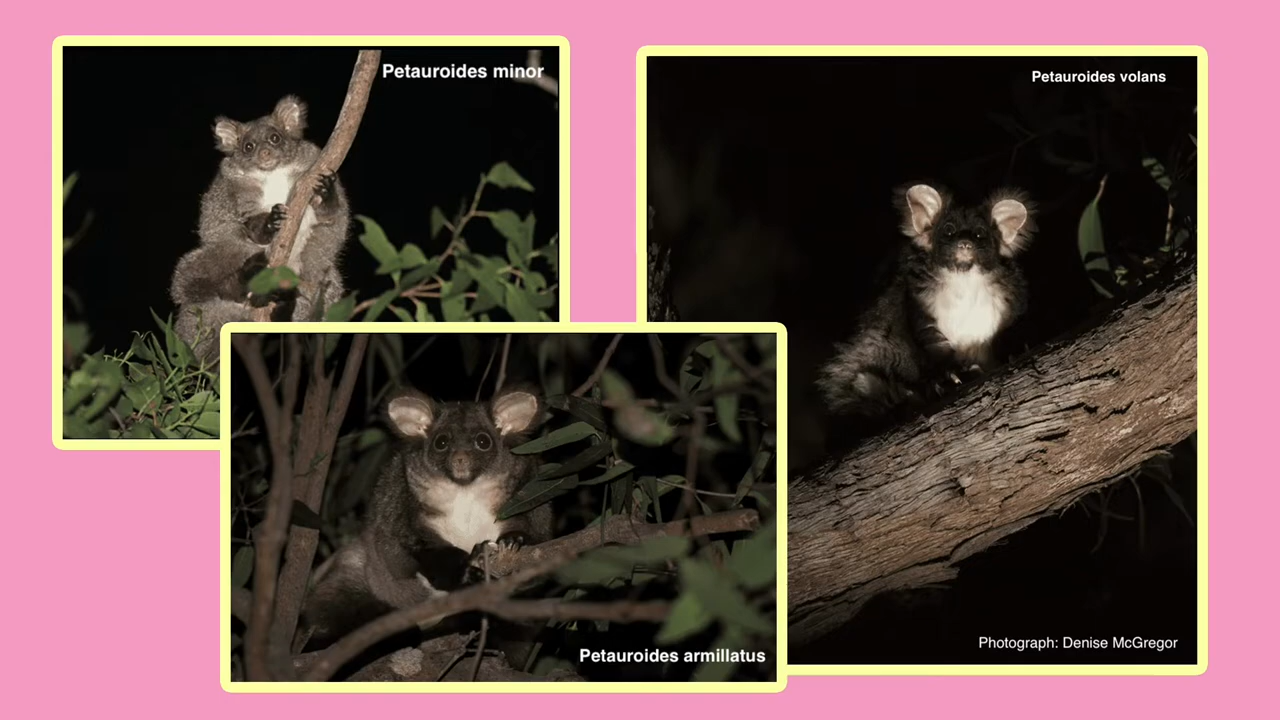 Petauroides minor
Petauroides volans
Petauroides armillatus
Photograph: Denise McGregor